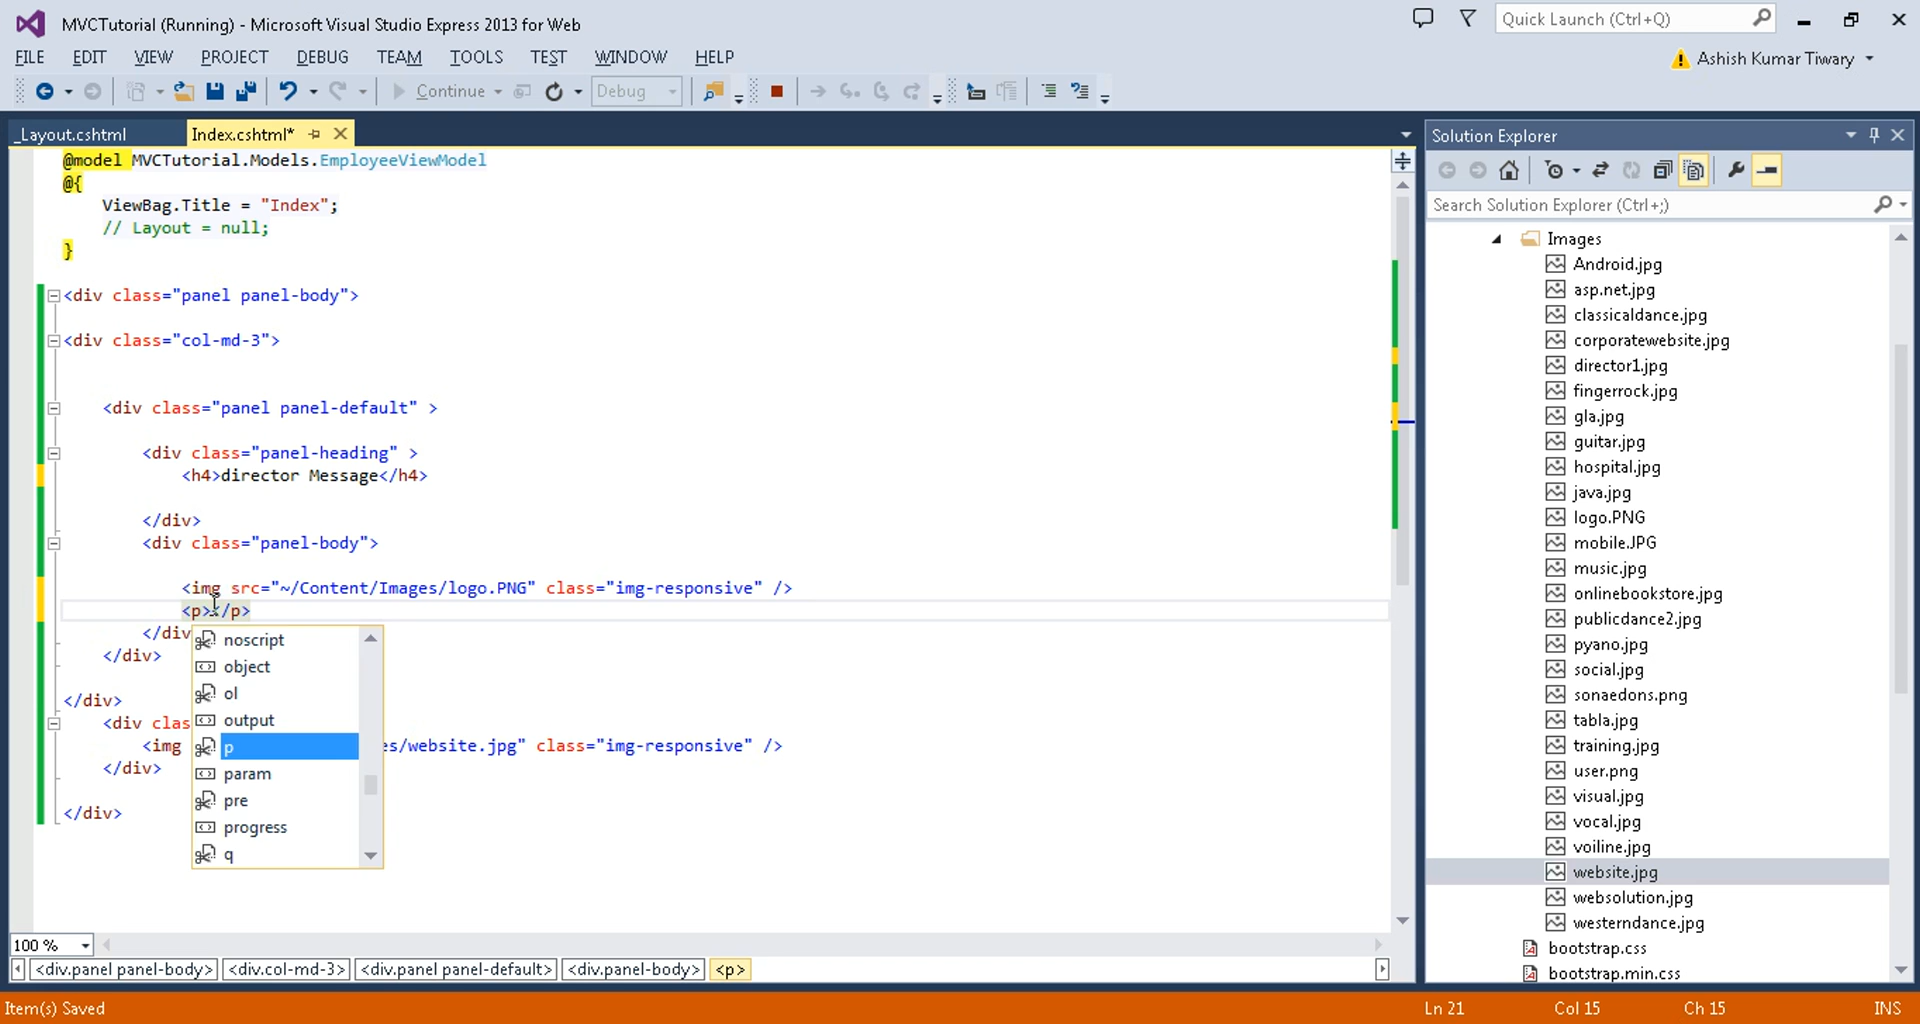 MVCTutorial (Running) - Microsoft Visual Studio Express 2013 for Web
Quick Launch (Ctrl+Q)
FILE EDIT VIEW PROJECT DEBUG TEAM TOOLS TEST WINDOW HELP
Ashish Kumar Tiwary
Continue
Debug
_Layout.cshtml
Index.cshtml*
@model MVCTutorial.Models.EmployeeViewModel
@{
ViewBag.Title = "Index";
// Layout = null;
}
<div class="panel panel-body">
<div class="col-md-3">
<div class="panel panel-default" >
<div class="panel-heading" >
<h4>director Message</h4>
</div>
<div class="panel-body">
<img src="~/Content/Images/logo.PNG" class="img-responsive" />
<p></p>
</div
</div>
</div>
<div clas
<img es/website.jpg" class="img-responsive" />
</div>
</div>
noscript
object
ol
output
p
param
pre
progress
q
100 %
<div.panel panel-body> <div.col-md-3> <div.panel panel-default> <div.panel-body> <p>
Solution Explorer
Search Solution Explorer (Ctrl+;)
Images
Android.jpg
asp.net.jpg
classicaldance.jpg
corporatewebsite.jpg
director1.jpg
fingerrock.jpg
gla.jpg
guitar.jpg
hospital.jpg
java.jpg
logo.PNG
mobile.JPG
music.jpg
onlinebookstore.jpg
publicdance2.jpg
pyano.jpg
social.jpg
sonaedons.png
tabla.jpg
training.jpg
user.png
visual.jpg
vocal.jpg
voiline.jpg
website.jpg
websolution.jpg
westerndance.jpg
bootstrap.css
bootstrap.min.css
Item(s) Saved
Ln 21 Col 15 Ch 15 INS